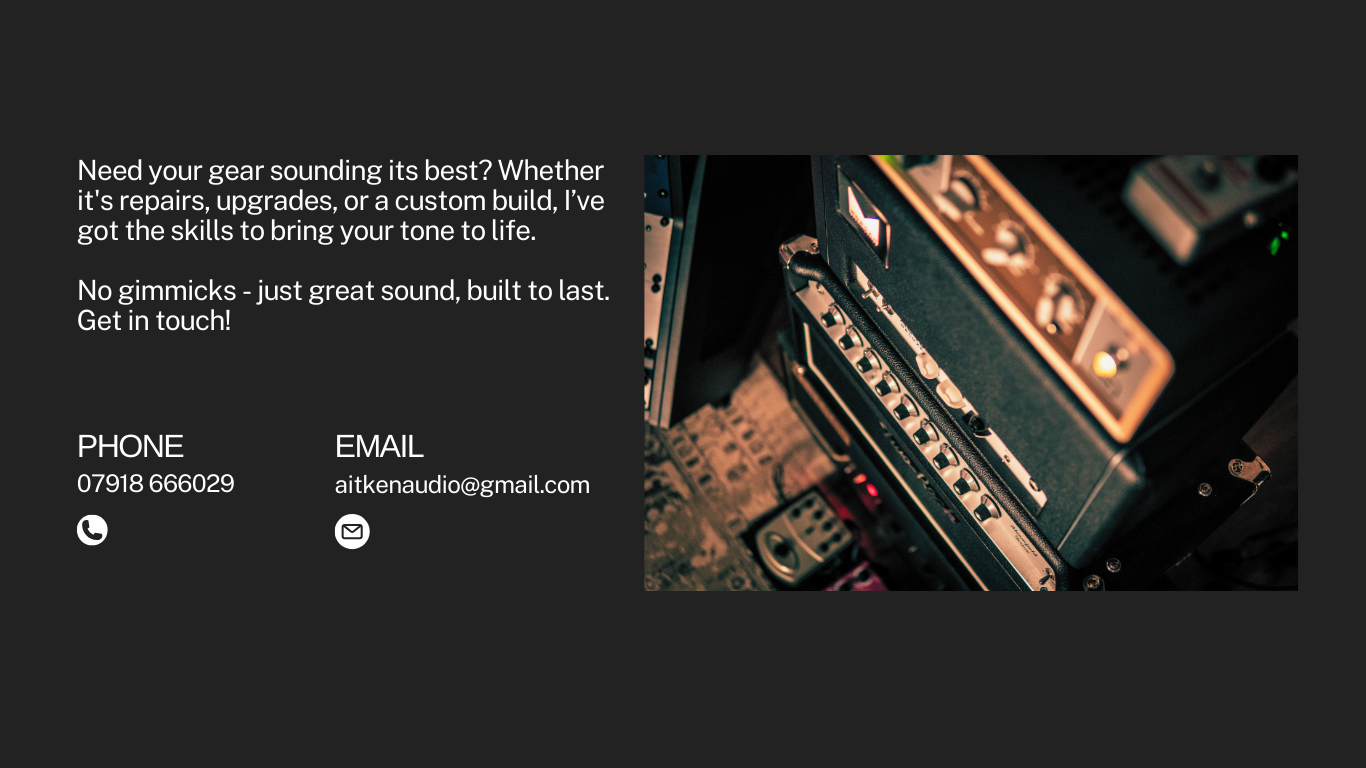 Need your gear sounding its best? Whether
it's repairs, upgrades, or a custom build, I’ve
got the skills to bring your tone to life.
No gimmicks - just great sound, built to last.
Get in touch!
PHONE
07918 666029
EMAIL
aitkenaudio@gmail.com